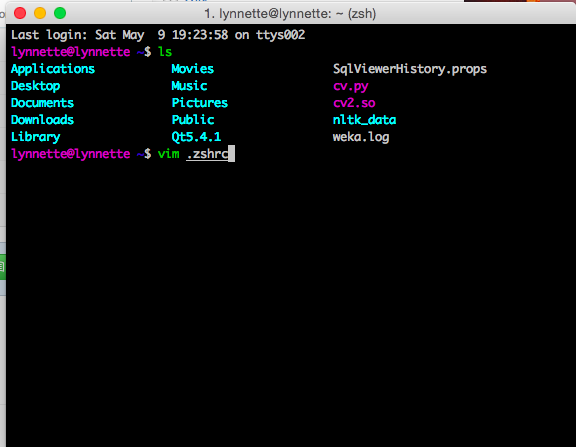 1. lynnette@lynnette: ~ (zsh)
Last login: Sat May  9 19:23:58 on ttys002
lynnette@lynnette ~$ ls
Applications Movies SqlViewerHistory.props
Desktop Music cv.py
Documents Pictures cv2.so
Downloads Public nltk_data
Library Qt5.4.1 weka.log
lynnette@lynnette ~$ vim .zshrc